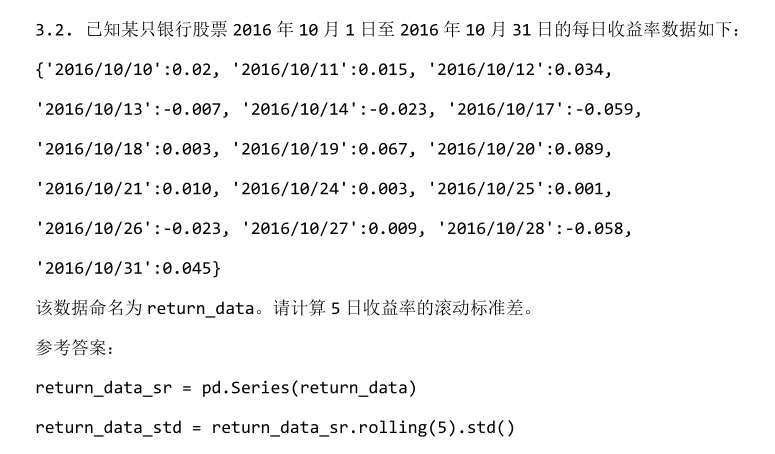 3.2. 已知某只银行股票 2016 年 10 月 1 日至 2016 年 10 月 31 日的每日收益率数据如下：
{'2016/10/10':0.02, '2016/10/11':0.015, '2016/10/12':0.034,
'2016/10/13':-0.007, '2016/10/14':-0.023, '2016/10/17':-0.059,
'2016/10/18':0.003, '2016/10/19':0.067, '2016/10/20':0.089,
'2016/10/21':0.010, '2016/10/24':0.003, '2016/10/25':0.001,
'2016/10/26':-0.023, '2016/10/27':0.009, '2016/10/28':-0.058,
'2016/10/31':0.045}
该数据命名为 return_data。请计算 5 日收益率的滚动标准差。
参考答案：
return_data_sr = pd.Series(return_data)
return_data_std = return_data_sr.rolling(5).std()